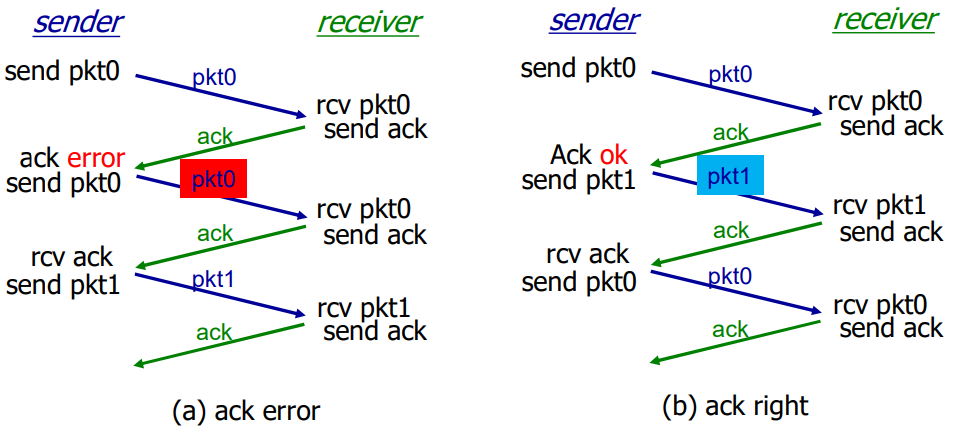 sender
receiver
send pkt0
pkt0
rcv pkt0
send ack
ack
ack error
send pkt0
pkt0
rcv pkt0
send ack
ack
rcv ack
send pkt1
pkt1
rcv pkt1
send ack
ack
(a) ack error
sender
receiver
send pkt0
pkt0
rcv pkt0
send ack
ack
Ack ok
send pkt1
pkt1
rcv pkt1
send ack
ack
rcv ack
send pkt0
pkt0
rcv pkt0
send ack
ack
(b) ack right